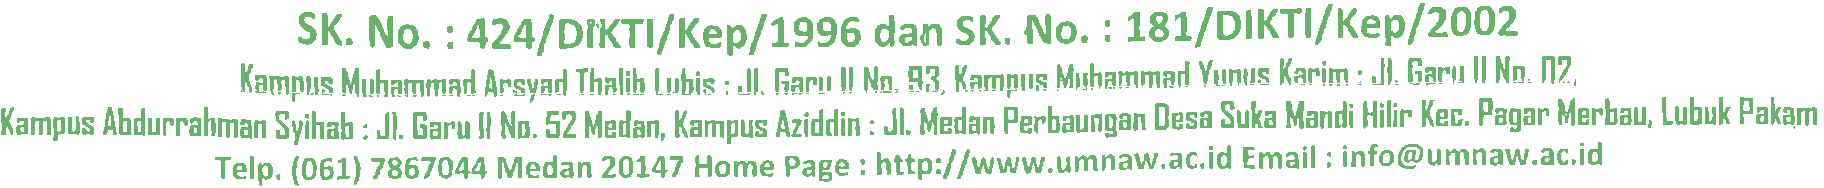 SK. No. : 424/DIKTI/Kep/1996 dan SK. No. : 181/DIKTI/Kep/2002
Kampus Muhammad Arsyad Thalib Lubis : Jl. Garu II No. 93, Kampus Muhammad Yunus Karim : Jl. Garu II No. 02,
Kampus Abdurrahman Syihab : Jl. Garu II No. 52 Medan, Kampus Aziddin : Jl. Medan Perbaungan Desa Suka Mandi Hilir Kec. Pagar Merbau, Lubuk Pakam
Telp. (061) 7867044 Medan 20147 Home Page : http://www.umnaw.ac.id Email : info@umnaw.ac.id